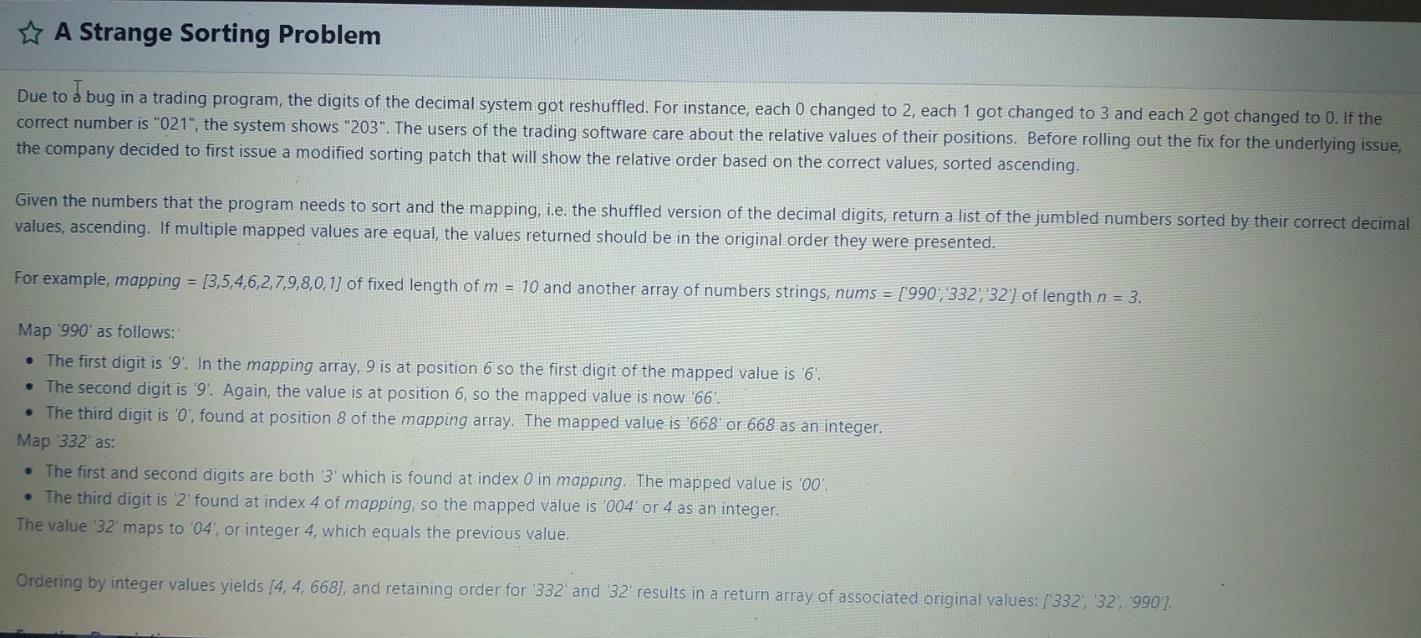 A Strange Sorting Problem
Due to a bug in a trading program, the digits of the decimal system got reshuffled. For instance, each 0 changed to 2, each 1 got changed to 3 and each 2 got changed to 0. If the
correct number is "021", the system shows "203". The users of the trading software care about the relative values of their positions. Before rolling out the fix for the underlying issue,
the company decided to first issue a modified sorting patch that will show the relative order based on the correct values, sorted ascending.
Given the numbers that the program needs to sort and the mapping, i.e. the shuffled version of the decimal digits, return a list of the jumbled numbers sorted by their correct decimal
values, ascending. If multiple mapped values are equal, the values returned should be in the original order they were presented.
For example, mapping = [3,5,4,6,2,7,9,8,0,1] of fixed length of m = 10 and another array of numbers strings, nums = ['990','332','32'] of length n = 3.
Map '990' as follows:
• The first digit is '9'. In the mapping array, 9 is at position 6 so the first digit of the mapped value is '6'.
• The second digit is '9'. Again, the value is at position 6, so the mapped value is now '66'.
• The third digit is '0', found at position 8 of the mapping array. The mapped value is '668' or 668 as an integer.
Map '332' as:
• The first and second digits are both '3' which is found at index 0 in mapping. The mapped value is '00'.
• The third digit is '2' found at index 4 of mapping, so the mapped value is '004' or 4 as an integer.
The value '32' maps to '04', or integer 4, which equals the previous value.
Ordering by integer values yields [4, 4, 668], and retaining order for '332' and '32' results in a return array of associated original values: ['332', '32', '990'].